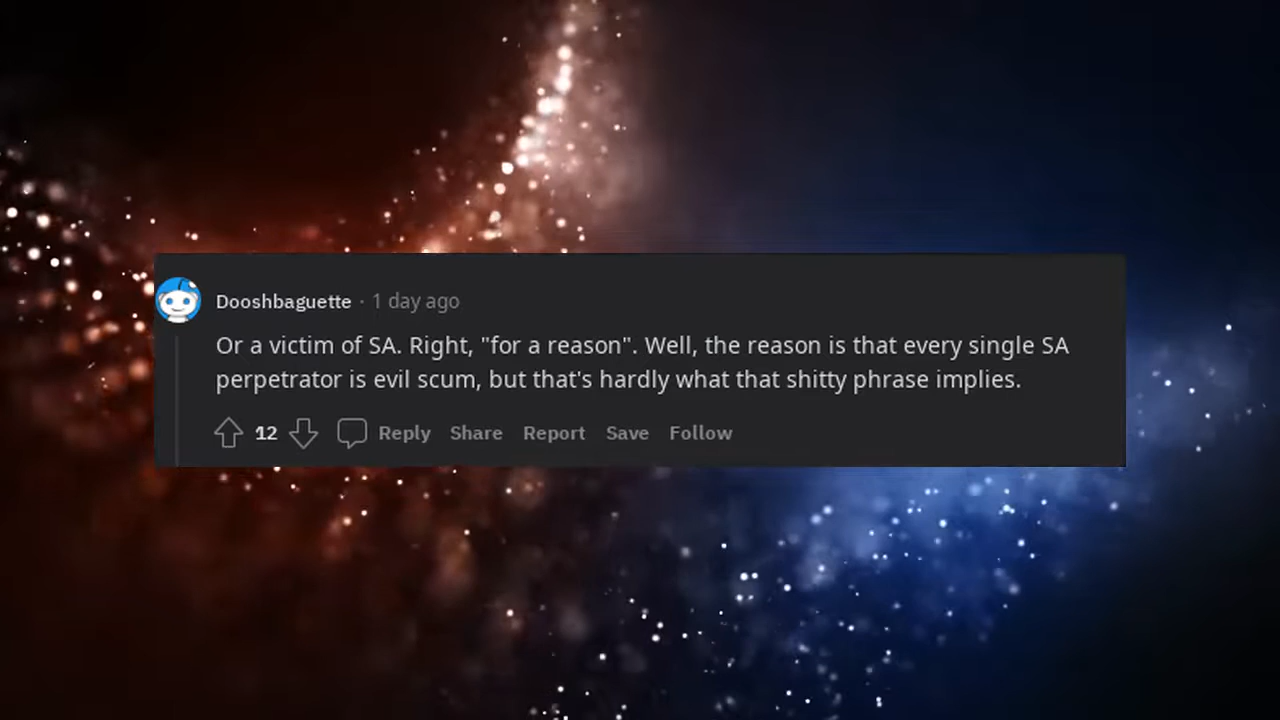 Dooshbaguette · 1 day ago
Or a victim of SA. Right, "for a reason". Well, the reason is that every single SA
perpetrator is evil scum, but that's hardly what that shitty phrase implies.
12 Reply Share Report Save Follow